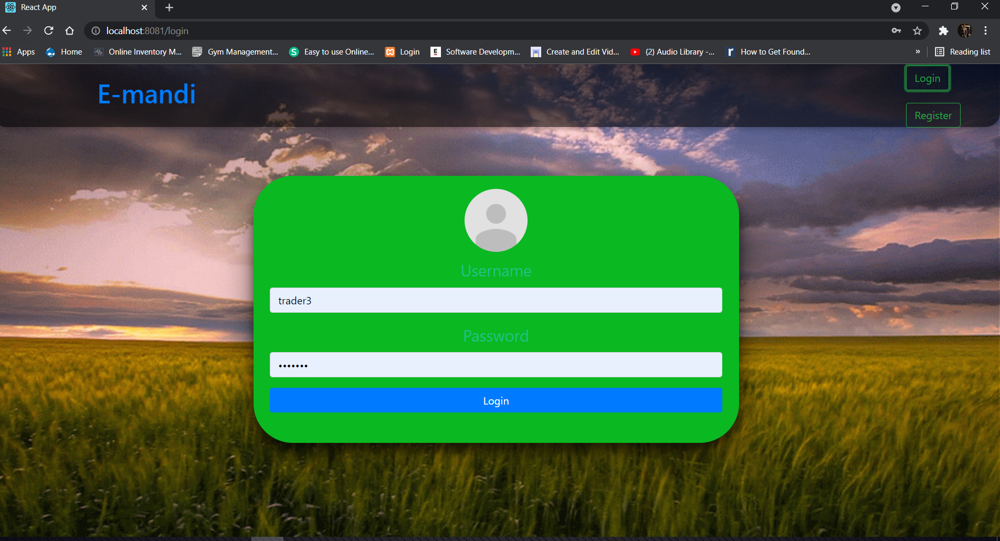 React App
localhost:8081/login
Apps Home Online Inventory M... Gym Management... S Easy to use Online... Login E Software Developm... Create and Edit Vid... (2) Audio Library -... r How to Get Found... » Reading list
E-mandi
Login
Register
Username
trader3
Password
•••••••
Login